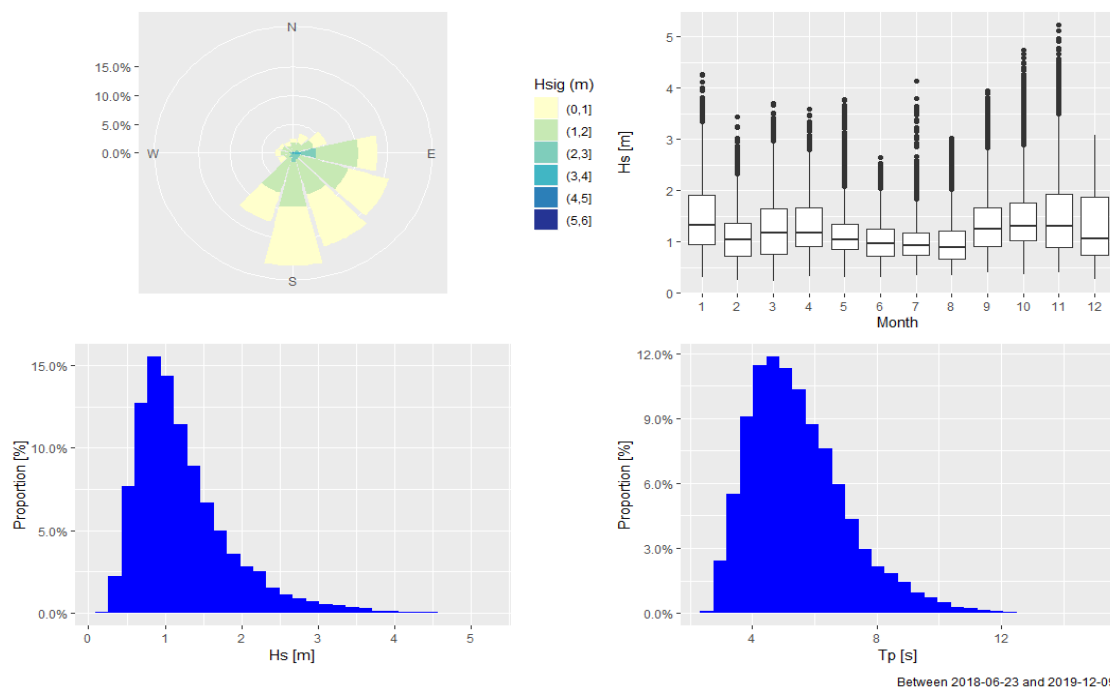 N
15.0%
10.0%
5.0%
0.0%
W
E
S
Hsig (m)
(0,1]
(1,2]
(2,3]
(3,4]
(4,5]
(5,6]
Hs [m]
5
4
3
2
1
0
1 2 3 4 5 6 7 8 9 10 11 12
Month
Proportion [%]
15.0%
10.0%
5.0%
0.0%
0 1 2 3 4 5
Hs [m]
Proportion [%]
12.0%
9.0%
6.0%
3.0%
0.0%
4 8 12
Tp [s]
Between 2018-06-23 and 2019-12-09